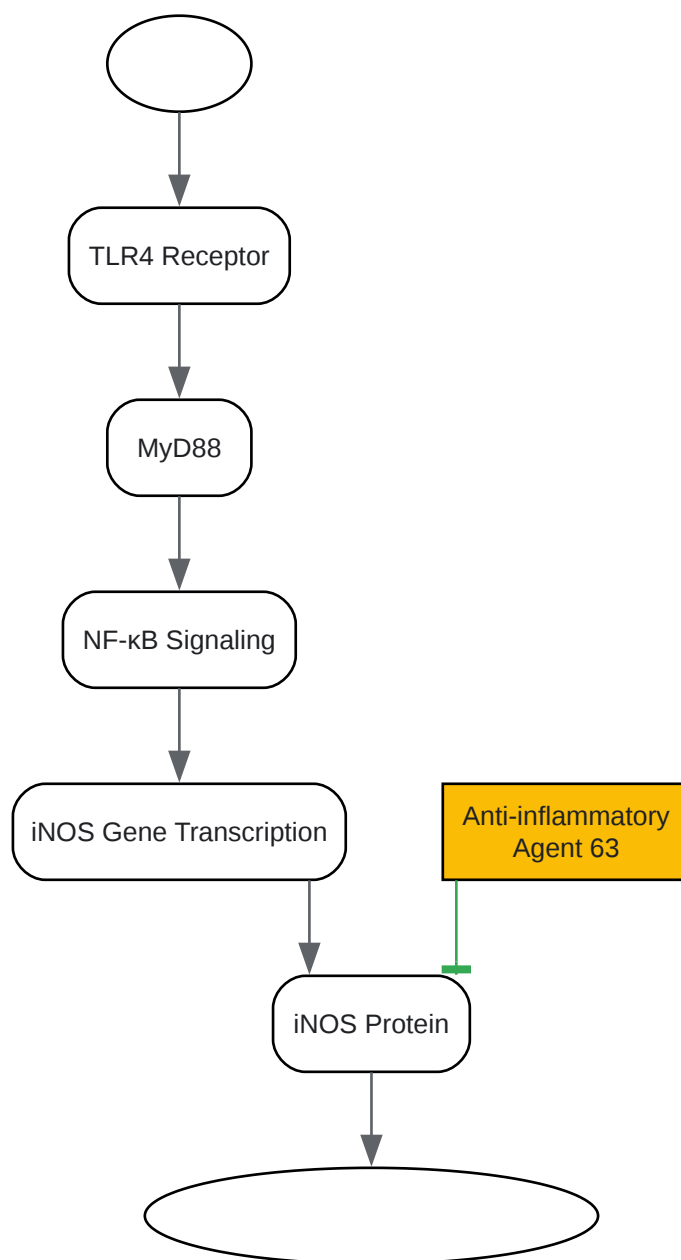 TLR4 Receptor
MyD88
NF-κB Signaling
iNOS Gene Transcription
Anti-inflammatory
Agent 63
iNOS Protein